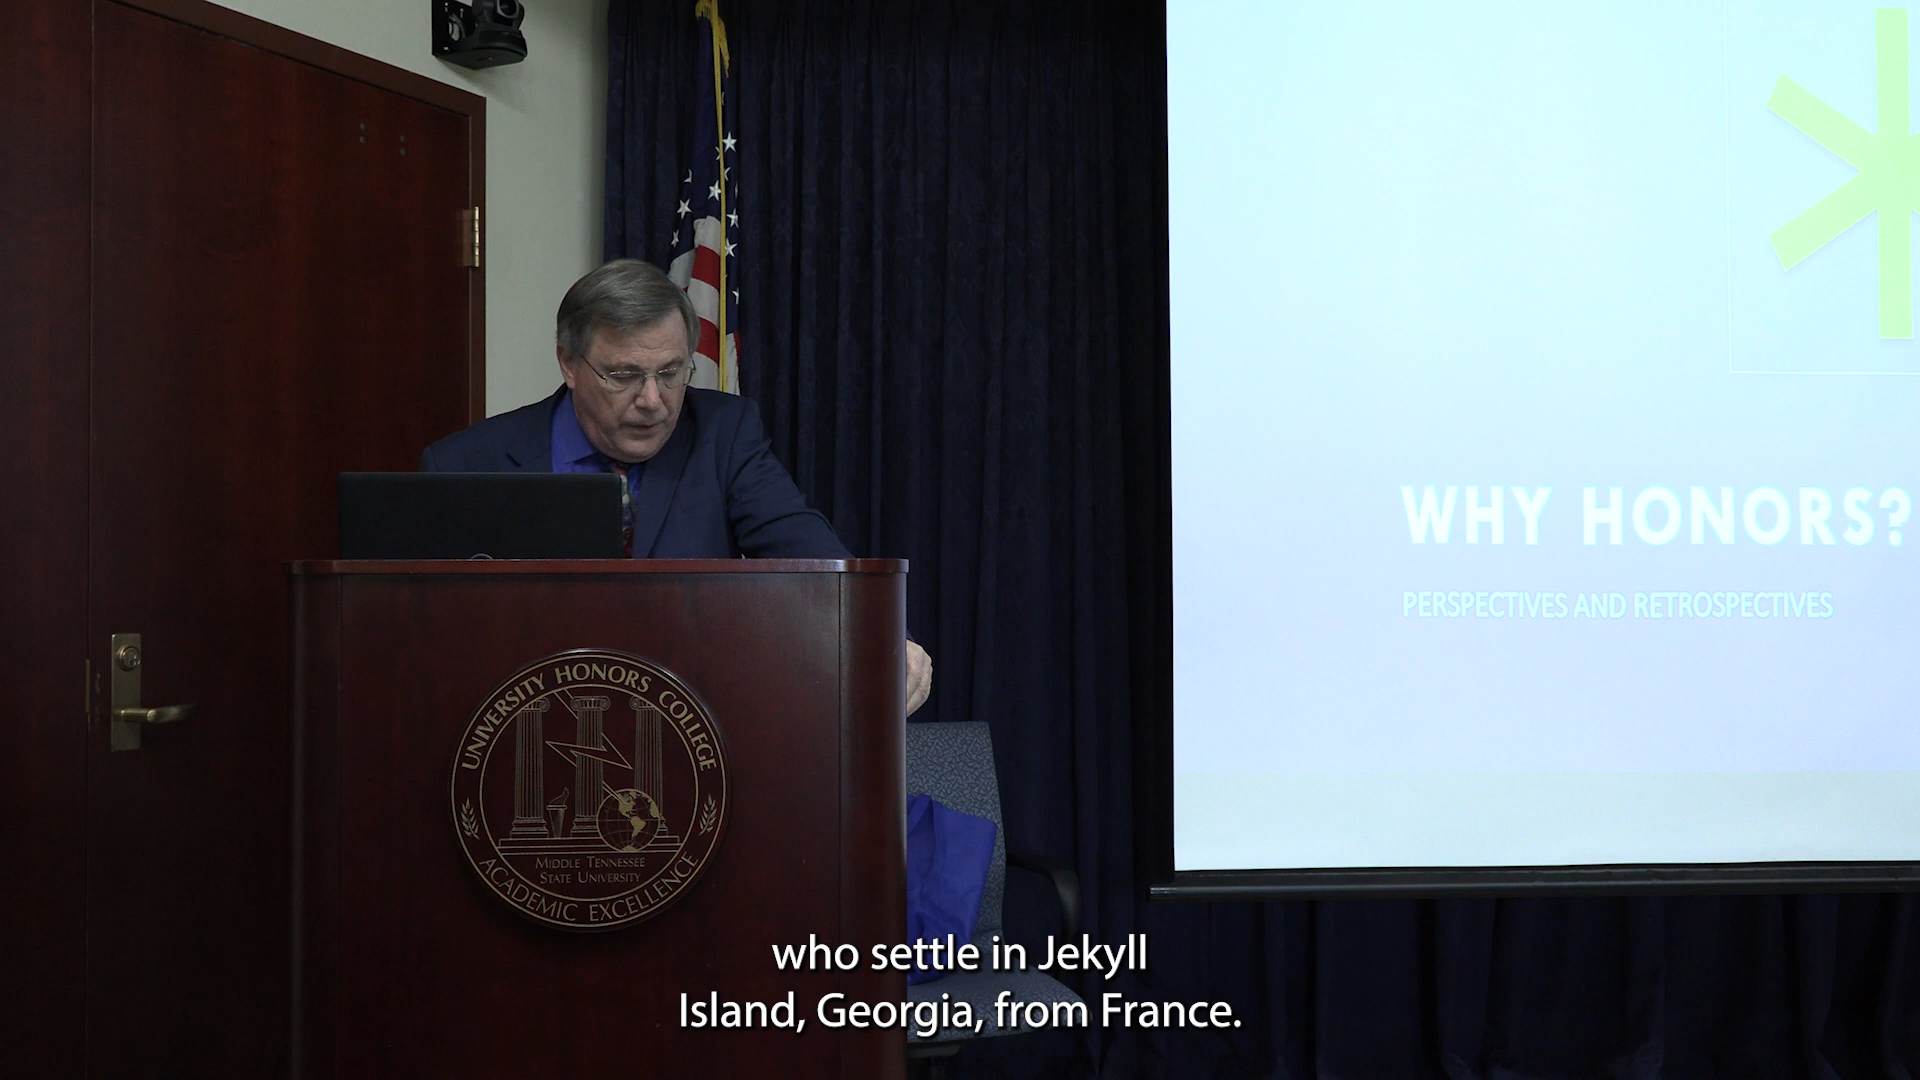 WHY HONORS?
PERSPECTIVES AND RETROSPECTIVES
UNIVERSITY HONORS COLLEGE
MIDDLE TENNESSEE
STATE UNIVERSITY
ACADEMIC EXCELLENCE
who settle in Jekyll
Island, Georgia, from France.